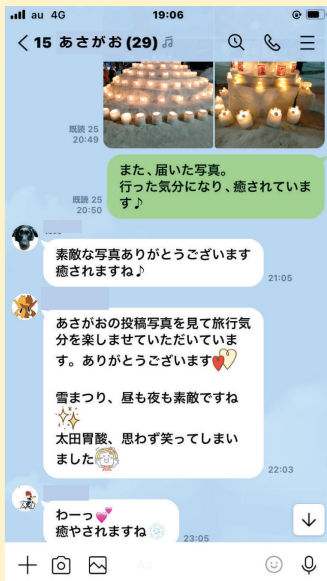 au 4G 19:06
15 あさがお(29)
既読 25
20:49
また、届いた写真。
行った気分になり、癒されていま
す♪
既読 25
20:50
素敵な写真ありがとうございます
癒されますね♪
21:05
あさがおの投稿写真を見て旅行気
分を楽しませていただいていま
す。ありがとうございます
雪まつり、昼も夜も素敵ですね
太田胃酸、思わず笑ってしまい
ました
22:03
わーっ
癒やされますね
23:05
Aa